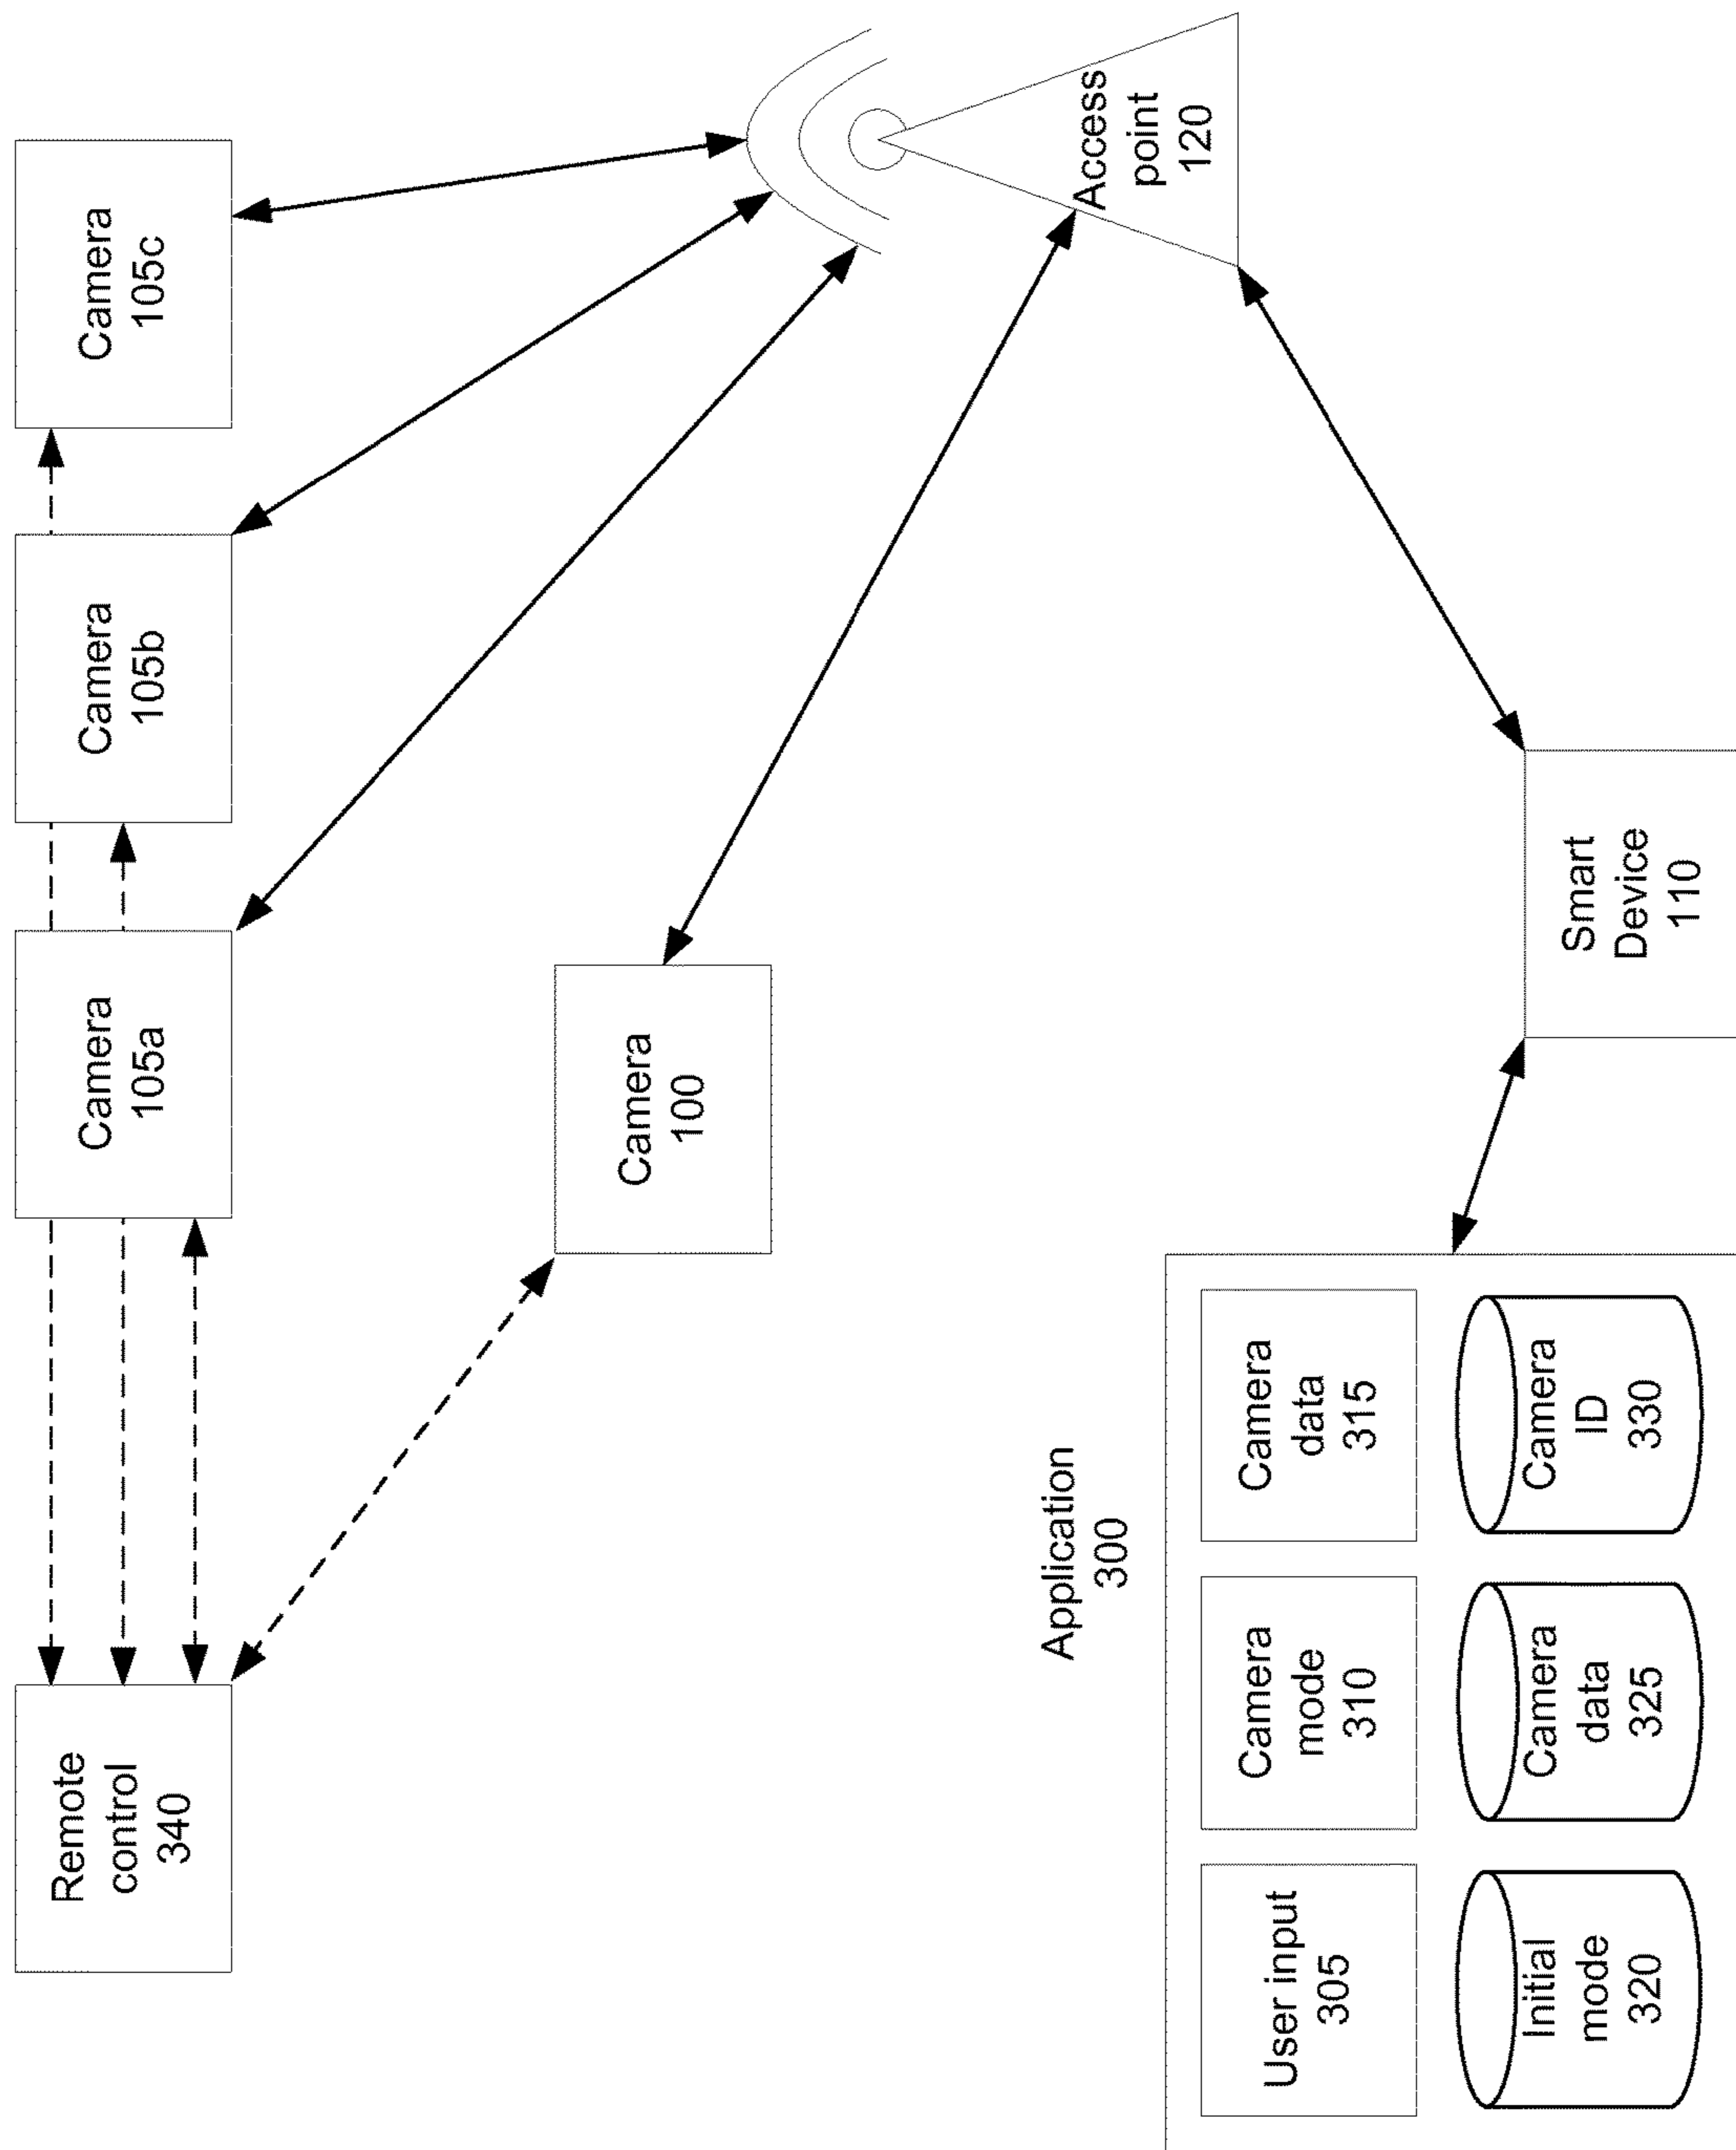 Remote
control
340
Camera
105a
Camera
105b
Camera
105c
Camera
100
Access
point
120
Application
300
User input
305
Camera
mode
310
Camera
data
315
Initial
mode
320
Camera
data
325
Camera
ID
330
Smart
Device
110